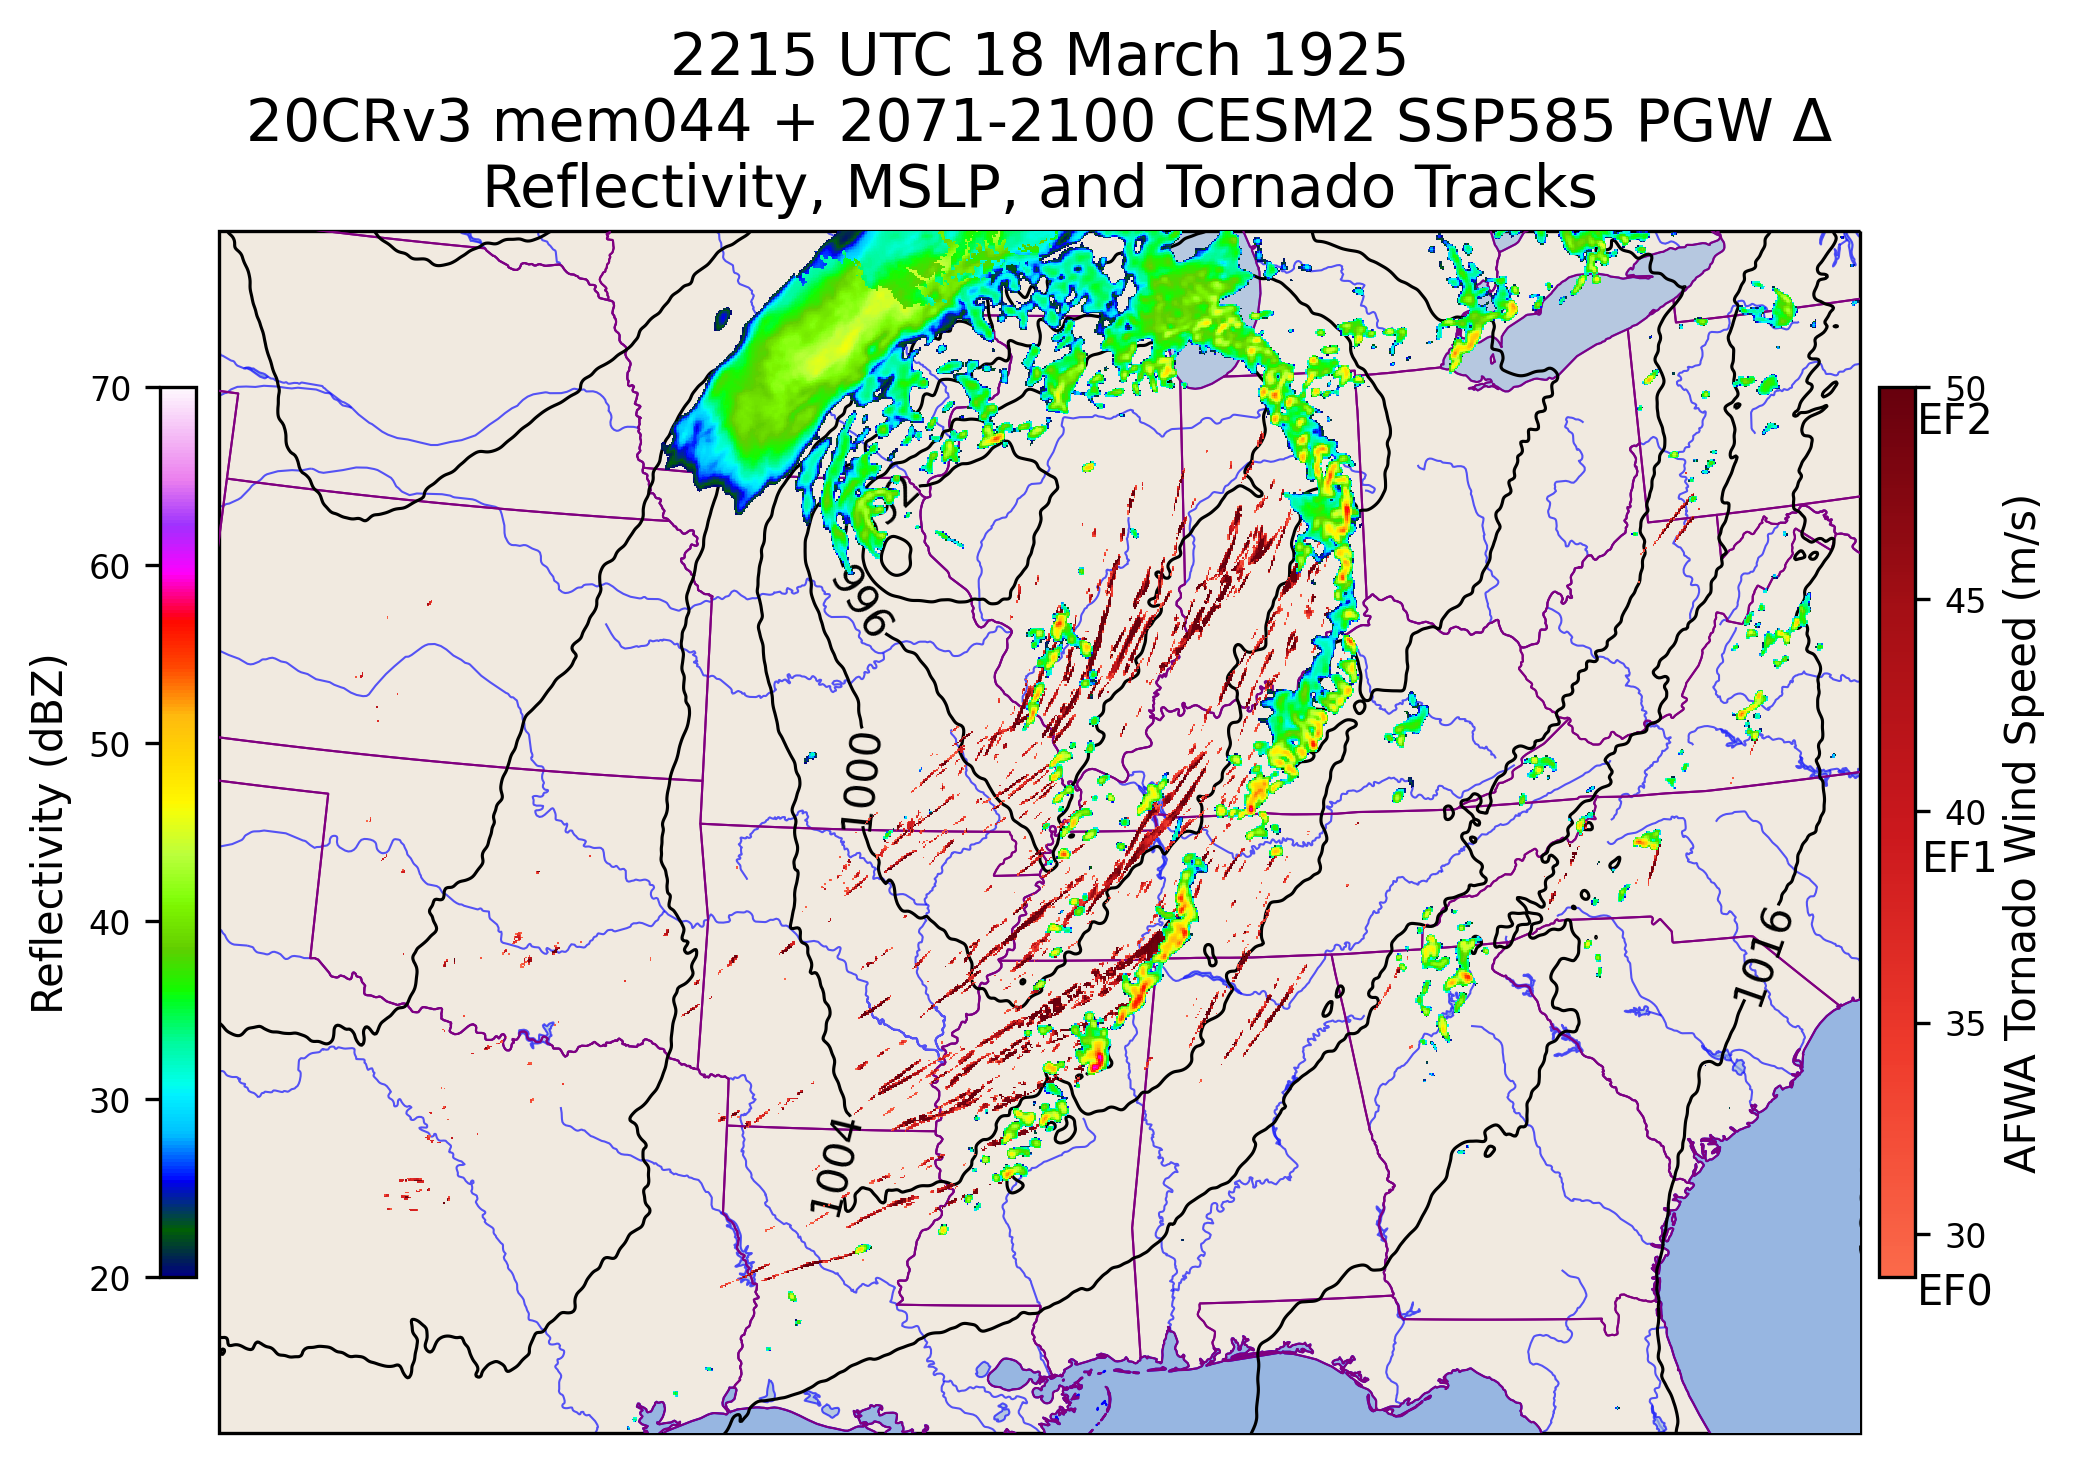 2215 UTC 18 March 1925
20CRv3 mem044 + 2071-2100 CESM2 SSP585 PGW Δ
Reflectivity, MSLP, and Tornado Tracks
Reflectivity (dBZ)
70
60
50
40
30
20
996
1000
1004
1016
50
EF2
45
40
EF1
35
30
EF0
AFWA Tornado Wind Speed (m/s)